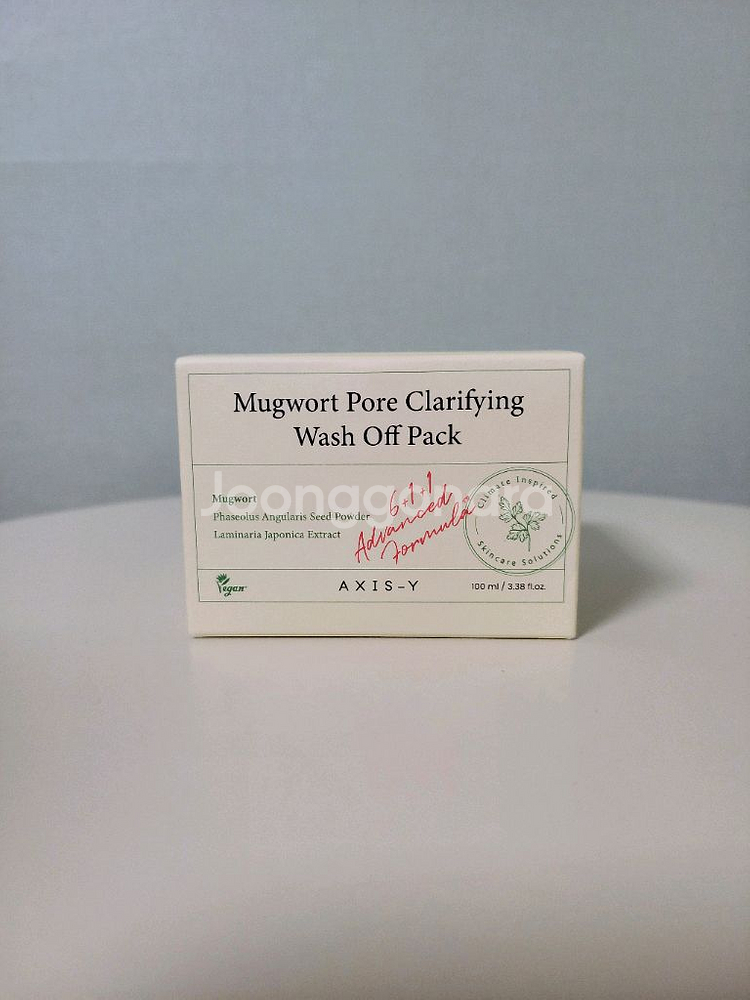 Mugwort Pore Clarifying
Wash Off Pack
Mugwort
Phaseolus Angularis Seed Powder
Laminaria Japonica Extract
6+1+1
Advanced
Formula
Climate Inspired
Skincare Solutions
Joonggonara
Vegan
AXIS-Y
100 ml / 3.38 fl.oz.